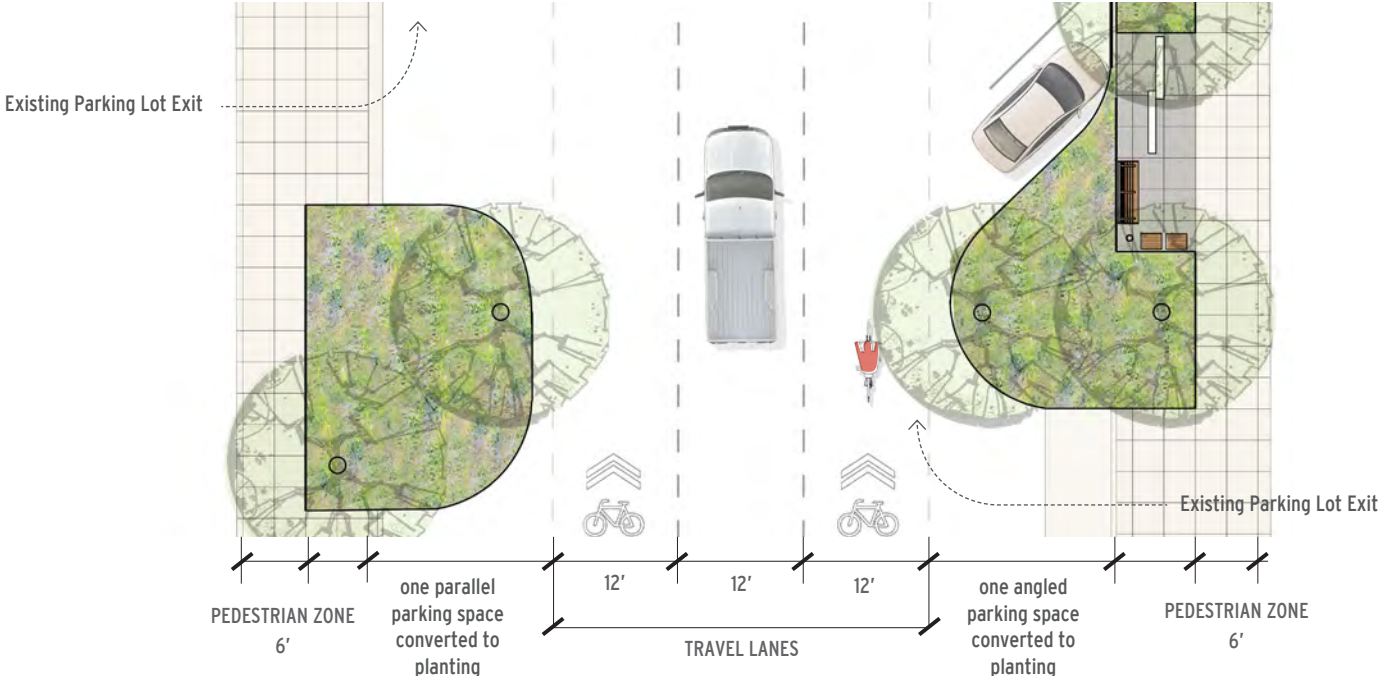 Existing Parking Lot Exit
Existing Parking Lot Exit
12'
12'
12'
one parallel
parking space
converted to
planting
one angled
parking space
converted to
planting
PEDESTRIAN ZONE
6'
PEDESTRIAN ZONE
6'
TRAVEL LANES